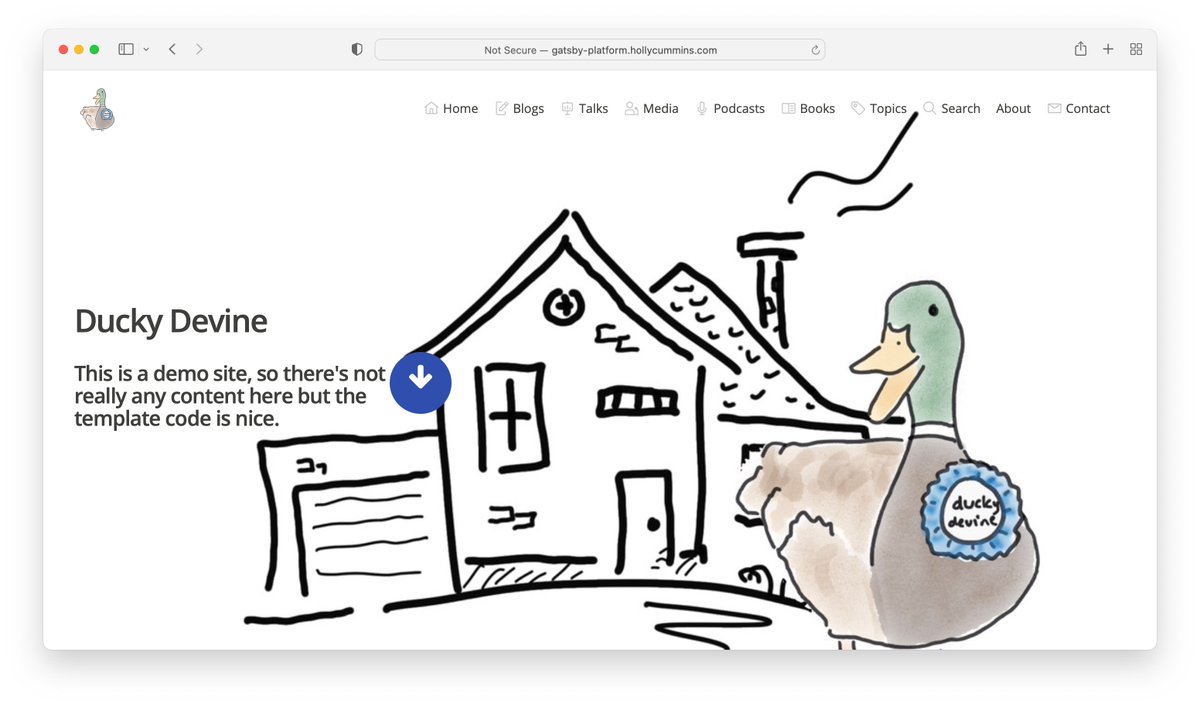 Not Secure — gatsby-platform.hollycummins.com
Home Blogs Talks Media Podcasts Books Topics Search About Contact
Ducky Devine
This is a demo site, so there's not
really any content here but the
template code is nice.
ducky
devine